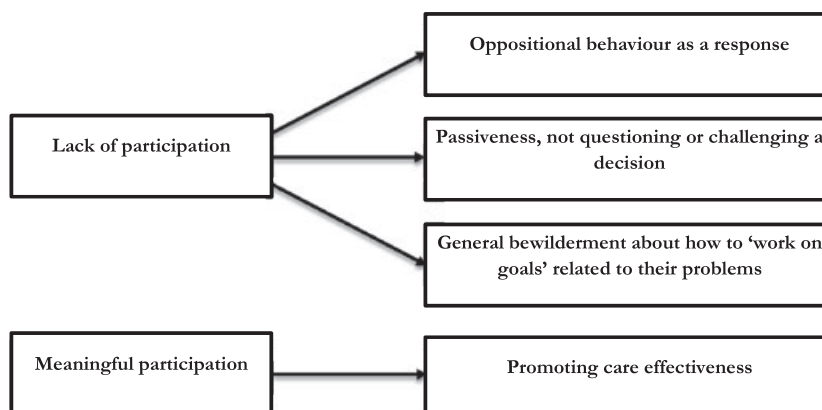 Oppositional behaviour as a response
Lack of participation
Passiveness, not questioning or challenging a
decision
General bewilderment about how to ‘work on
goals’ related to their problems
Meaningful participation
Promoting care effectiveness